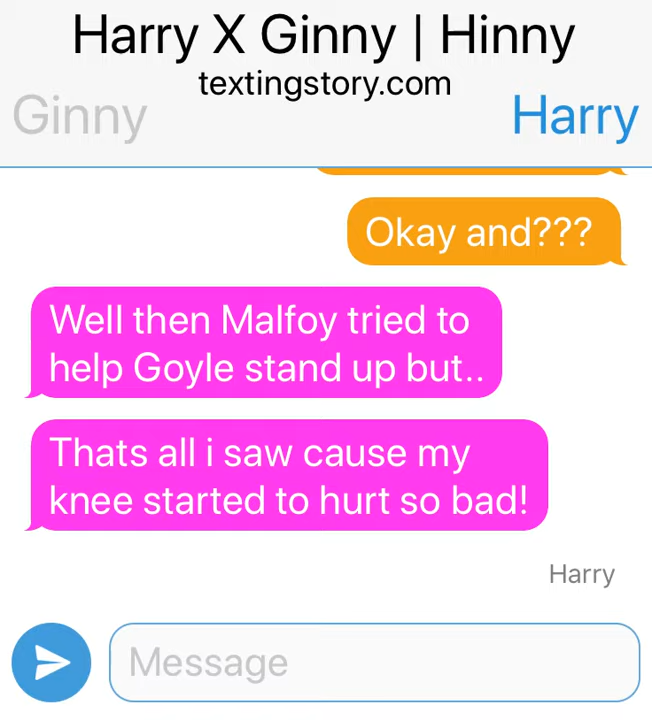 Harry X Ginny | Hinny
textingstory.com
Ginny
Harry
Okay and???
Well then Malfoy tried to
help Goyle stand up but..
Thats all i saw cause my
knee started to hurt so bad!
Harry
Message